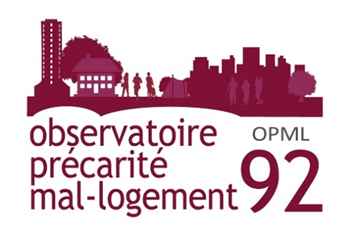 observatoire OPML
précarité
mal-logement 92